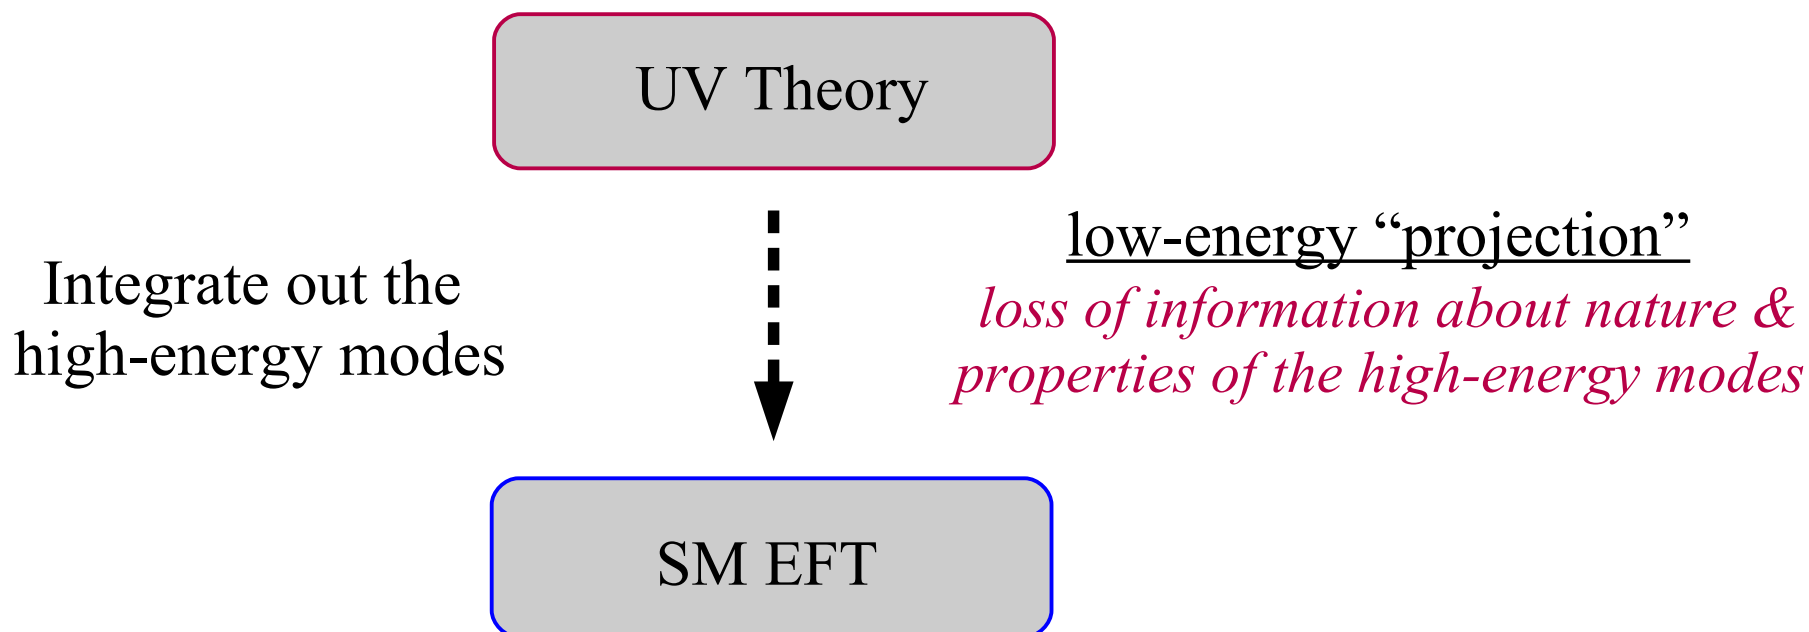 UV Theory
Integrate out the
high-energy modes
low-energy “projection”
loss of information about nature &
properties of the high-energy modes
SM EFT